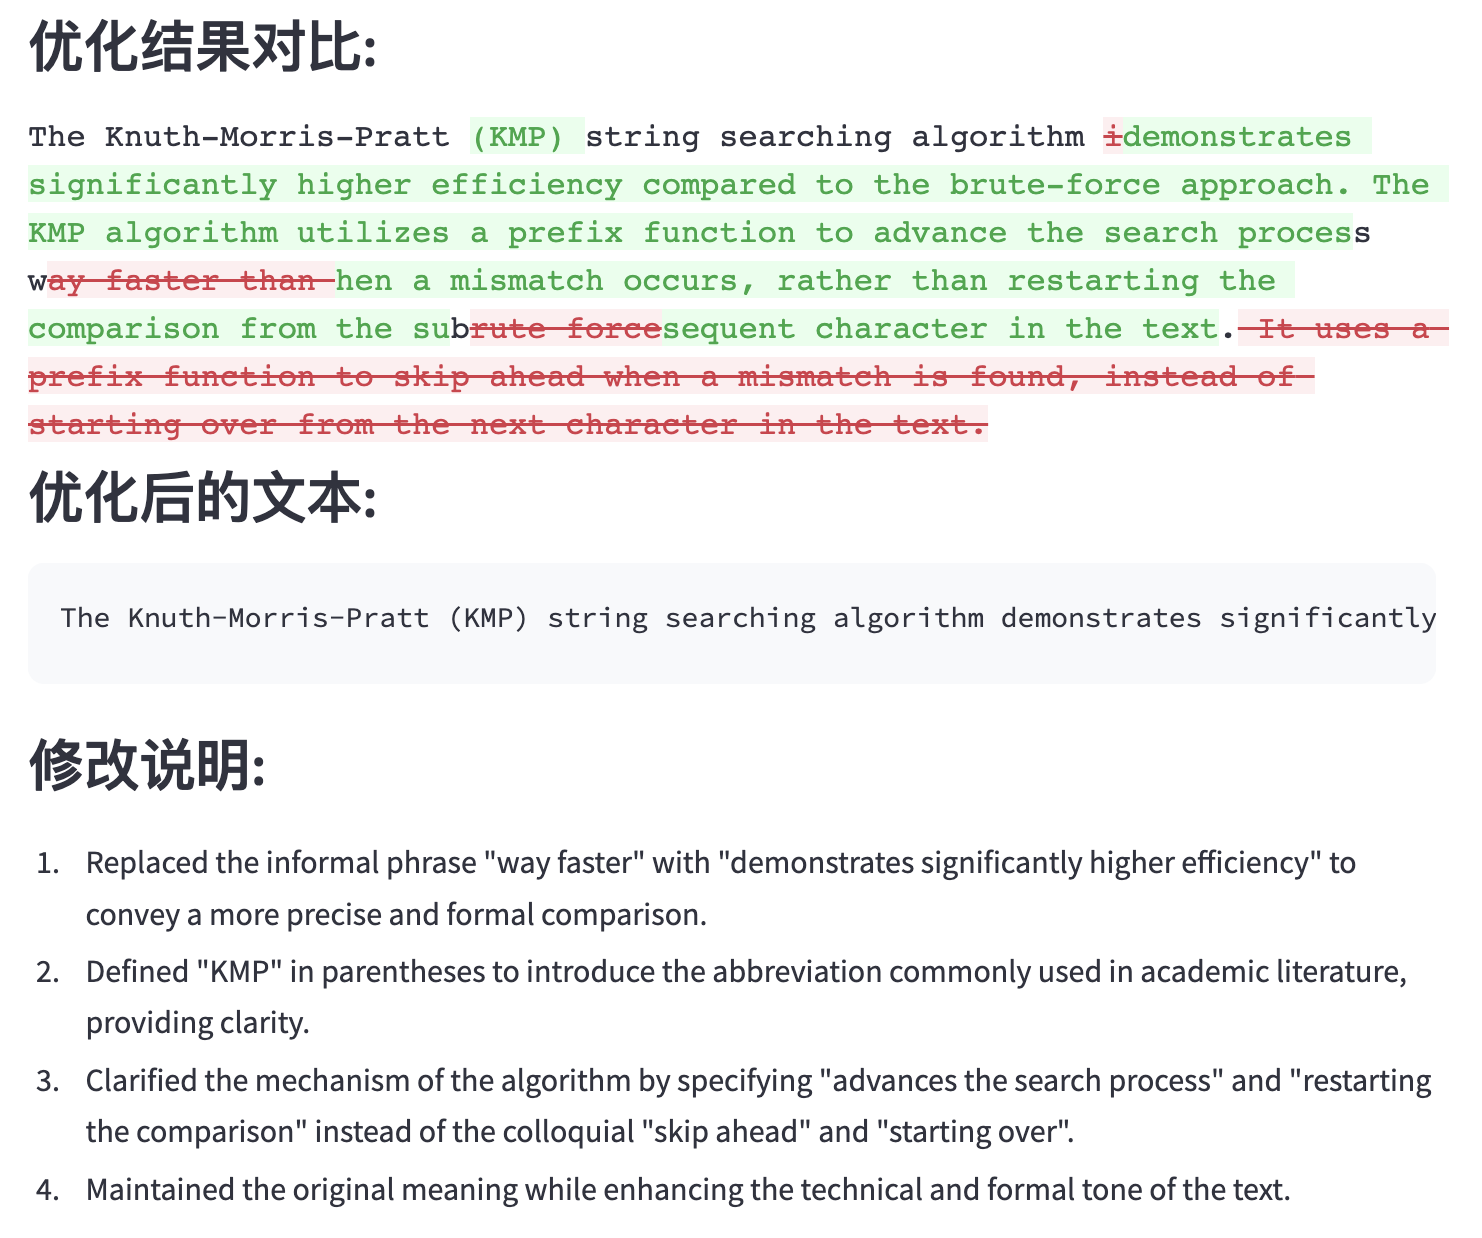 优化结果对比:
The Knuth-Morris-Pratt (KMP) string searching algorithm idemonstrates
significantly higher efficiency compared to the brute-force approach. The
KMP algorithm utilizes a prefix function to advance the search process
way faster than hen a mismatch occurs, rather than restarting the
comparison from the subrute forcesequent character in the text. It uses a
prefix function to skip ahead when a mismatch is found, instead of
starting over from the next character in the text.
优化后的文本:
The Knuth-Morris-Pratt (KMP) string searching algorithm demonstrates significantly
修改说明:
1. Replaced the informal phrase "way faster" with "demonstrates significantly higher efficiency" to
convey a more precise and formal comparison.
2. Defined "KMP" in parentheses to introduce the abbreviation commonly used in academic literature,
providing clarity.
3. Clarified the mechanism of the algorithm by specifying "advances the search process" and "restarting
the comparison" instead of the colloquial "skip ahead" and "starting over".
4. Maintained the original meaning while enhancing the technical and formal tone of the text.